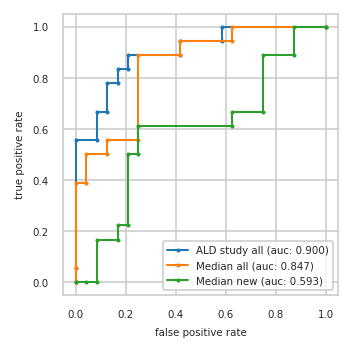 true positive rate
1.0
0.8
0.6
0.4
0.2
0.0
ALD study all (auc: 0.900)
Median all (auc: 0.847)
Median new (auc: 0.593)
0.0 0.2 0.4 0.6 0.8 1.0
false positive rate